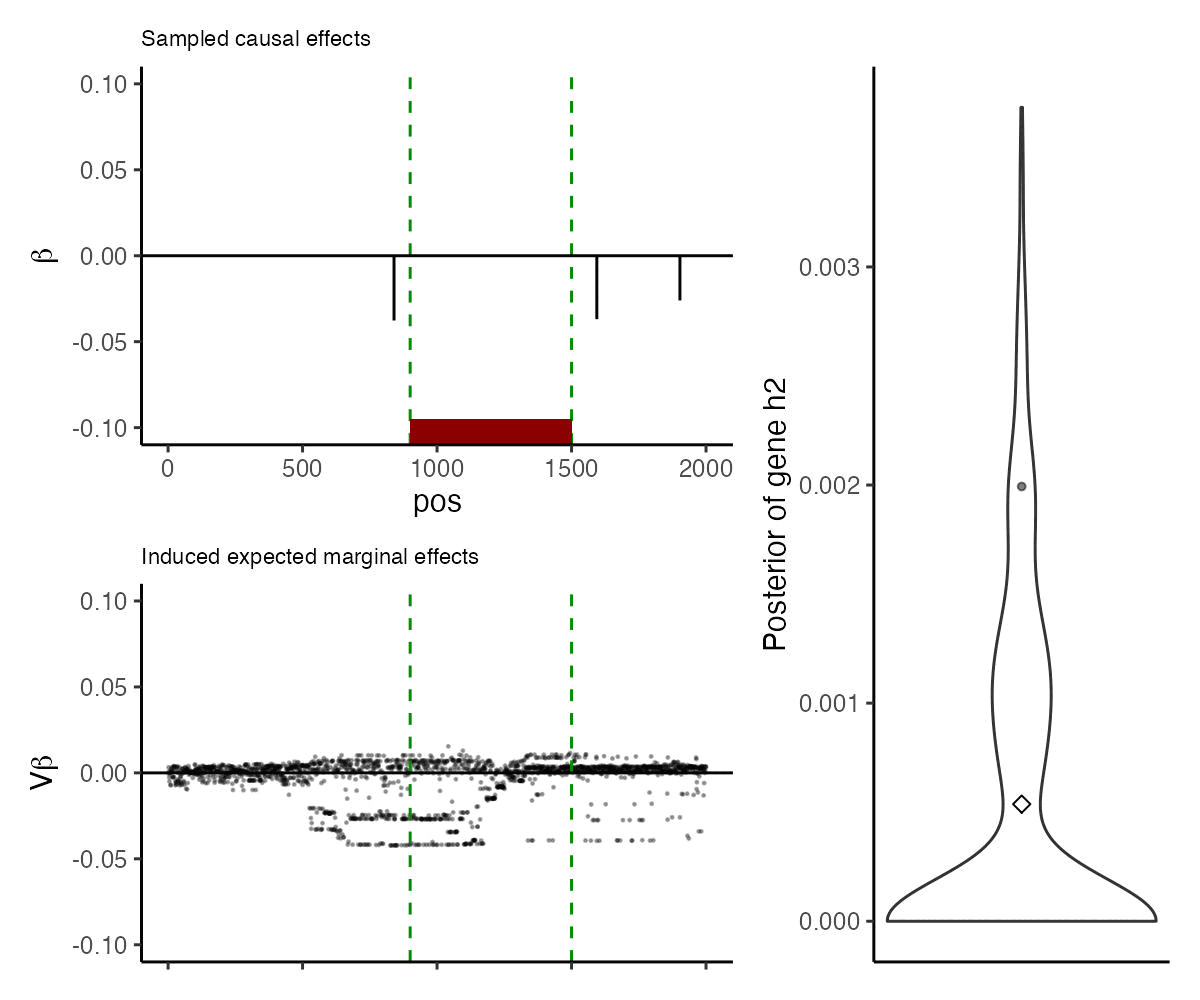 Sampled causal effects
0.10
0.05
0.00
-0.05
-0.10
β
0 500 1000 1500 2000
pos
Induced expected marginal effects
0.10
0.05
0.00
-0.05
-0.10
Vβ
Posterior of gene h2
0.003
0.002
0.001
0.000